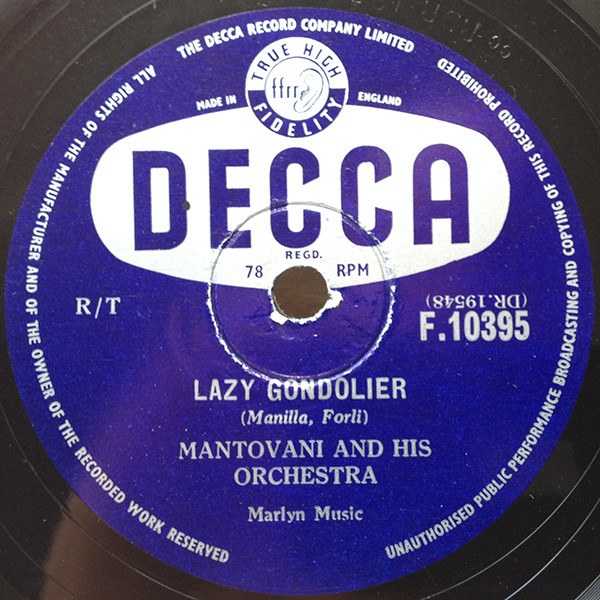 ALL RIGHTS OF THE MANUFACTURER AND OF THE OWNER OF THE RECORDED WORK RESERVED
THE DECCA RECORD COMPANY LIMITED
UNAUTHORISED PUBLIC PERFORMANCE BROADCASTING AND COPYING OF THIS RECORD PROHIBITED
TRUE HIGH
ffrr
FIDELITY
MADE IN ENGLAND
DECCA
REGD.
78 RPM
R/T
(DR.19548)
F.10395
LAZY GONDOLIER
(Manilla, Forli)
MANTOVANI AND HIS
ORCHESTRA
Marlyn Music